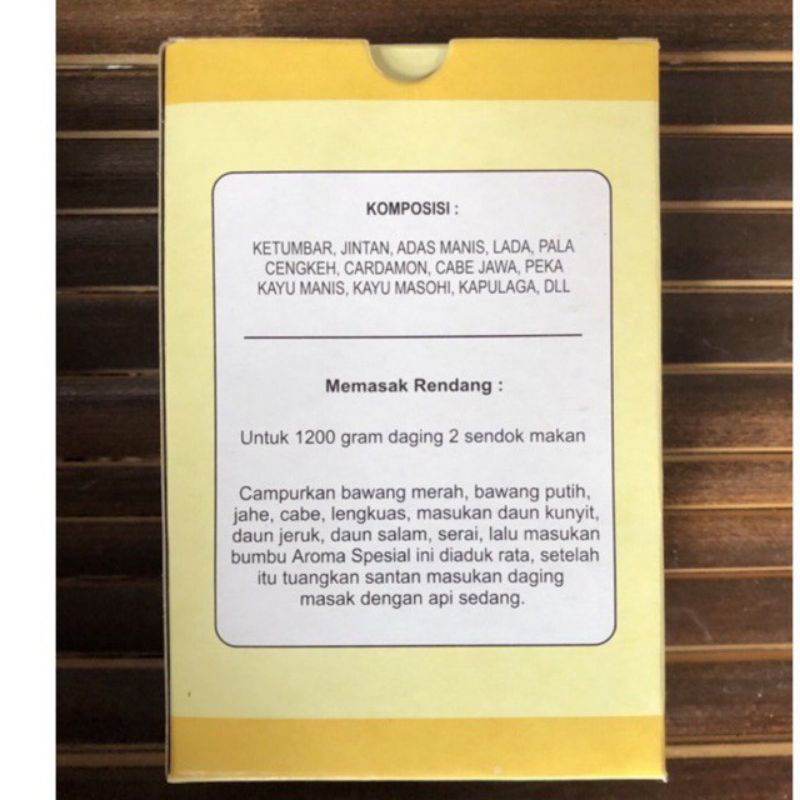 KOMPOSISI :
KETUMBAR, JINTAN, ADAS MANIS, LADA, PALA
CENGKEH, CARDAMON, CABE JAWA, PEKA
KAYU MANIS, KAYU MASOHI, KAPULAGA, DLL
Memasak Rendang :
Untuk 1200 gram daging 2 sendok makan
Campurkan bawang merah, bawang putih,
jahe, cabe, lengkuas, masukan daun kunyit,
daun jeruk, daun salam, serai, lalu masukan
bumbu Aroma Spesial ini diaduk rata, setelah
itu tuangkan santan masukan daging
masak dengan api sedang.